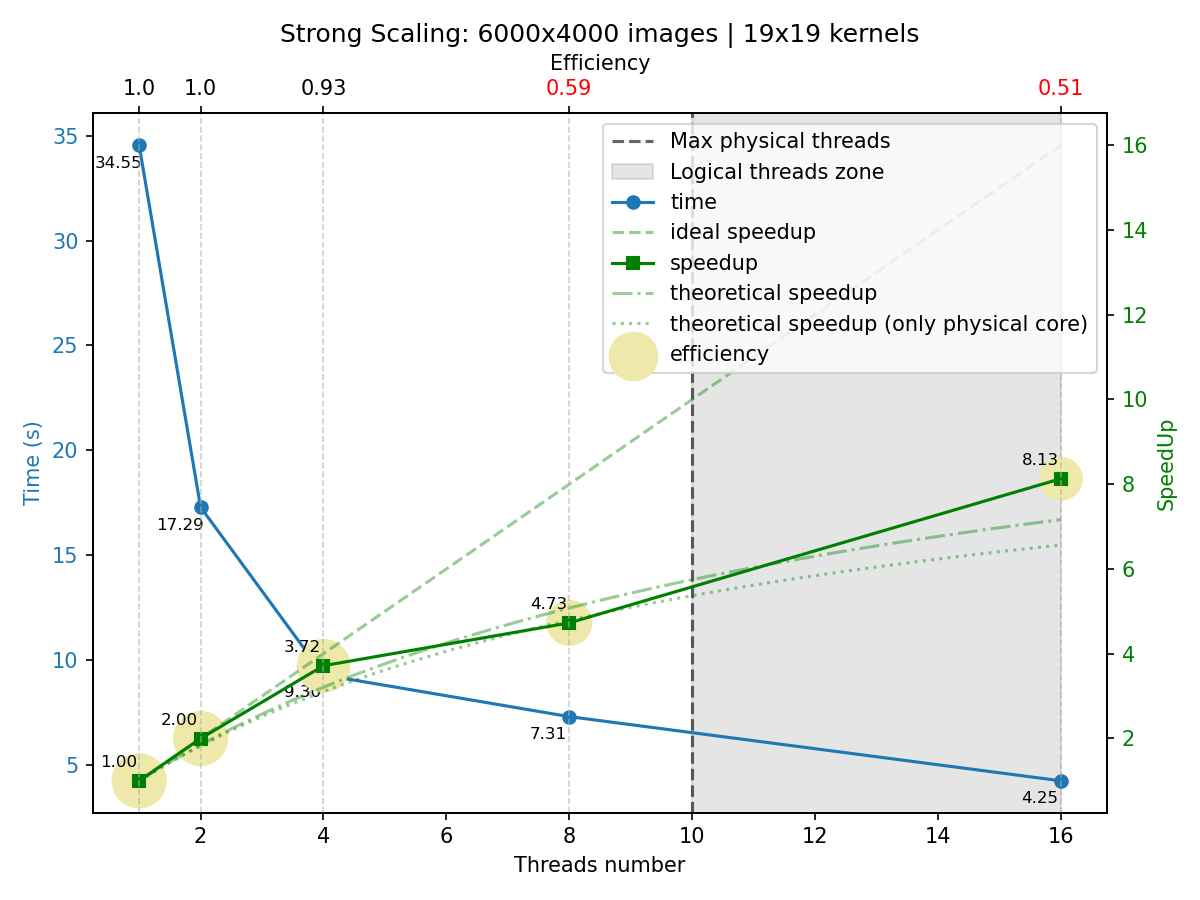 Strong Scaling: 6000x4000 images | 19x19 kernels
Efficiency
1.0 1.0 0.93 0.59 0.51
Max physical threads
Logical threads zone
time
ideal speedup
speedup
theoretical speedup
theoretical speedup (only physical core)
efficiency
35
30
25
20
15
10
5
Time (s)
16
14
12
10
8
6
4
2
SpeedUp
34.55
17.29
9.30
7.31
4.25
1.00
2.00
3.72
4.73
8.13
2 4 6 8 10 12 14 16
Threads number